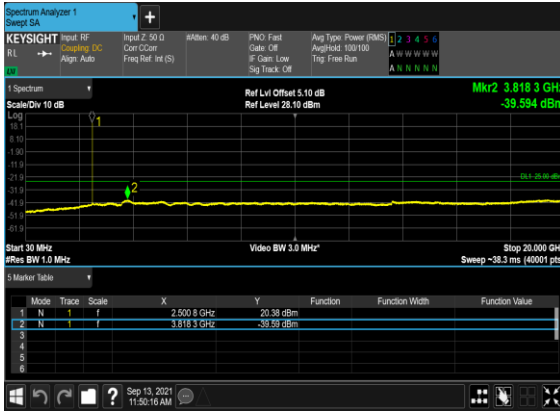 Spectrum Analyzer 1
Swept SA
+
KEYSIGHT Input: RF Input Z: 50 Ω #Atten: 40 dB PNO: Fast Avg Type: Power (RMS) 1 2 3 4 5 6
RL Coupling: DC Corr CCorr Gate: Off Avg|Hold: 100/100 A W W W W W
Align: Auto Freq Ref: Int (S) IF Gain: Low Trig: Free Run
Sig Track: Off A N N N N N
1 Spectrum Ref Lvl Offset 5.10 dB Mkr2 3.818 3 GHz
Scale/Div 10 dB Ref Level 28.10 dBm -39.594 dBm
Log
18.1
8.10
-1.90
-11.9
-21.9
-31.9
-41.9
-51.9
-61.9
1
2
DL1 -25.00 dBm
Start 30 MHz Video BW 3.0 MHz* Stop 20.000 GHz
#Res BW 1.0 MHz Sweep ~38.3 ms (40001 pts)
5 Marker Table
Mode Trace Scale X Y Function Function Width Function Value
1 N 1 f 2.500 8 GHz 20.38 dBm
2 N 1 f 3.818 3 GHz -39.59 dBm
3
4
5
6
? Sep 13, 2021
11:50:16 AM